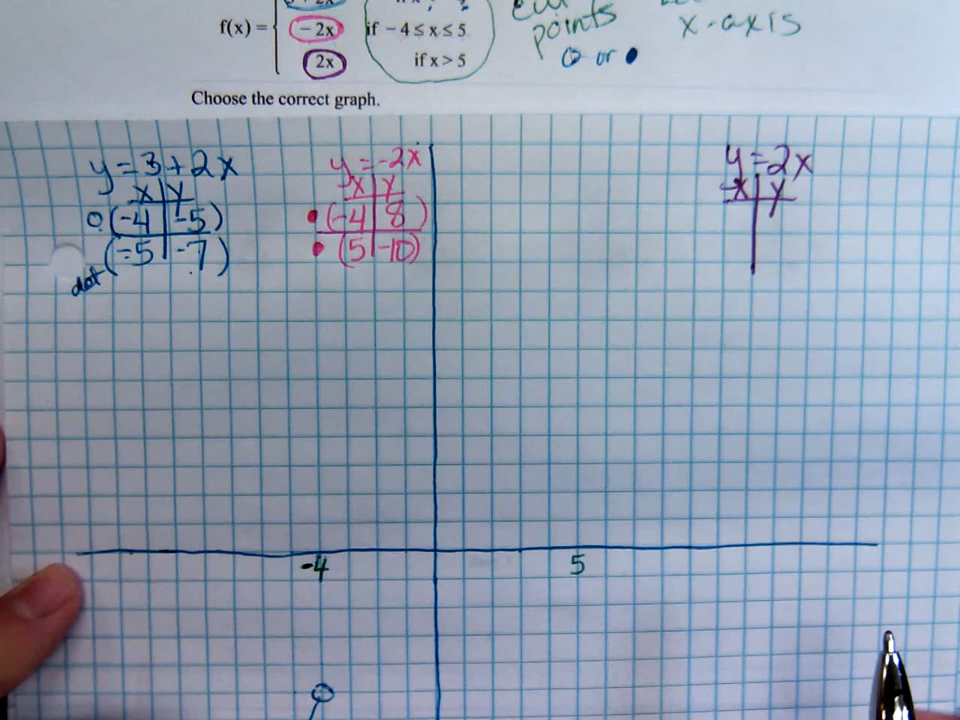 f(x) =
- 2x if - 4 ≤ x ≤ 5
2x if x > 5
points x-axis
or
Choose the correct graph.
y = 3 + 2x
x y
(-4 -5)
(-5 -7)
dot
y = -2x
x y
(-4 8)
(5 -10)
y = 2x
x y
-4 5